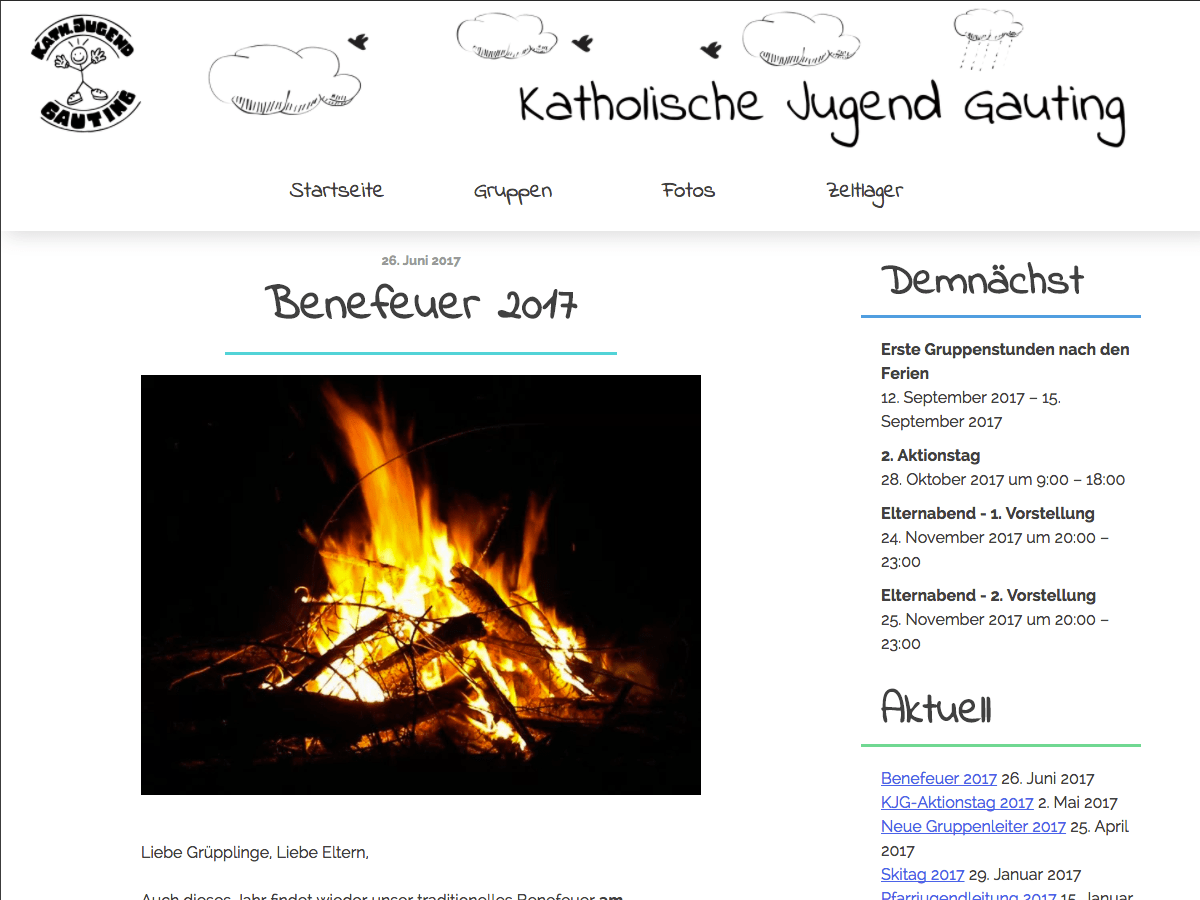 KATH. JUGEND
GAUTING
Katholische Jugend Gauting
Startseite
Gruppen
Fotos
Zeltlager
26. Juni 2017
Benefeuer 2017
Liebe Grüpplinge, Liebe Eltern,
Auch dieses Jahr findet wieder unser traditionelles Benefeuer am
Demnächst
Erste Gruppenstunden nach den
Ferien
12. September 2017 – 15.
September 2017
2. Aktionstag
28. Oktober 2017 um 9:00 – 18:00
Elternabend - 1. Vorstellung
24. November 2017 um 20:00 –
23:00
Elternabend - 2. Vorstellung
25. November 2017 um 20:00 –
23:00
Aktuell
Benefeuer 2017 26. Juni 2017
KJG-Aktionstag 2017 2. Mai 2017
Neue Gruppenleiter 2017 25. April
2017
Skitag 2017 29. Januar 2017
Pfarrjugendleitung 2017 15. Januar